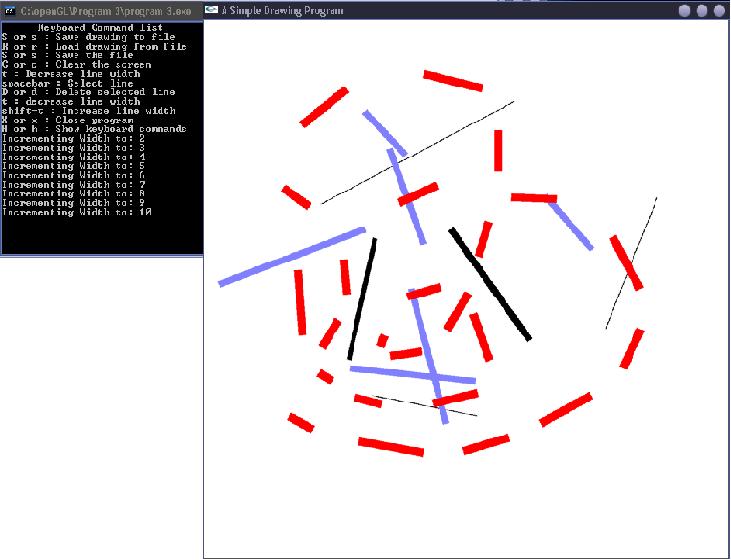 C:\openGL\Program 3\program 3.exe
Keyboard Command list
S or s : Save drawing to file
R or r : Load drawing from file
S or s : Save the file
C or c : Clear the screen
t : Decrease line width
spacebar : Select line
D or d : Delete selected line
t : decrease line width
shift-t : Increase line width
X or x : Close program
H or h : Show keyboard commands
Incrementing Width to: 2
Incrementing Width to: 3
Incrementing Width to: 4
Incrementing Width to: 5
Incrementing Width to: 6
Incrementing Width to: 7
Incrementing Width to: 8
Incrementing Width to: 9
Incrementing Width to: 10
A Simple Drawing Program